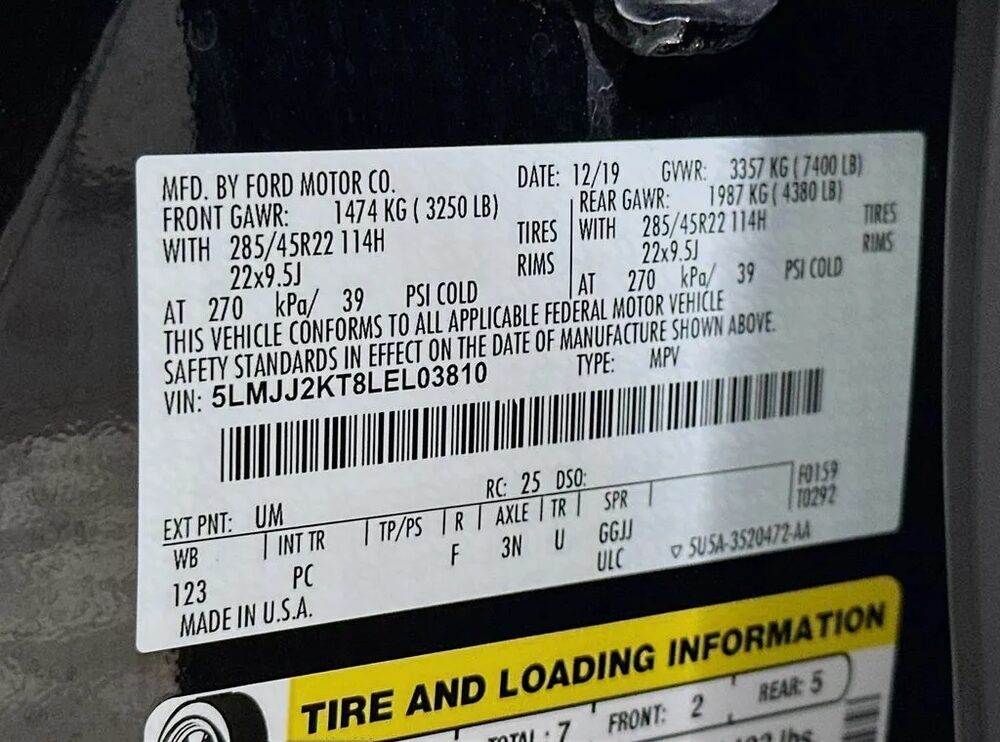 MFD. BY FORD MOTOR CO. DATE: 12/19 GVWR: 3357 KG ( 7400 LB)
FRONT GAWR: 1474 KG ( 3250 LB) REAR GAWR: 1987 KG ( 4380 LB)
WITH 285/45R22 114H TIRES WITH 285/45R22 114H TIRES
22x9.5J RIMS 22x9.5J RIMS
AT 270 kPa/ 39 PSI COLD AT 270 kPa/ 39 PSI COLD
THIS VEHICLE CONFORMS TO ALL APPLICABLE FEDERAL MOTOR VEHICLE
SAFETY STANDARDS IN EFFECT ON THE DATE OF MANUFACTURE SHOWN ABOVE.
VIN: 5LMJJ2KT8LEL03810 TYPE: MPV
EXT PNT: UM RC: 25 DSO: F0159
T0292
WB INT TR TP/PS R AXLE TR SPR
123 PC F 3N U GGJJ
ULC 5U5A-3520472-AA
MADE IN U.S.A.
TIRE AND LOADING INFORMATION
TOTAL : 7 FRONT: 2 REAR: 5
lbs